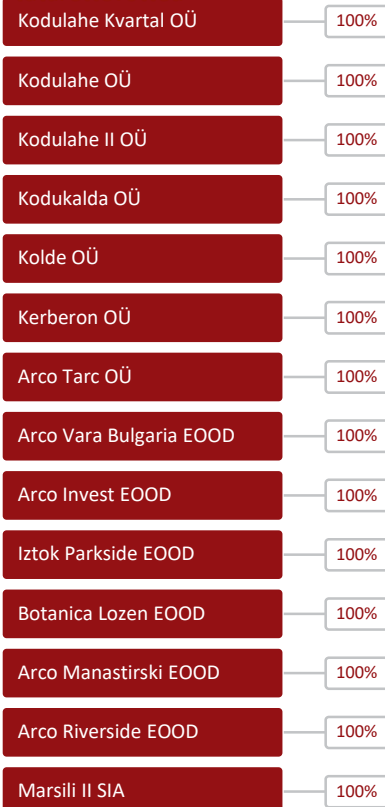 Kodulahe Kvartal OÜ 100%
Kodulahe OÜ 100%
Kodulahe II OÜ 100%
Kodukalda OÜ 100%
Kolde OÜ 100%
Kerberon OÜ 100%
Arco Tarc OÜ 100%
Arco Vara Bulgaria EOOD 100%
Arco Invest EOOD 100%
Iztok Parkside EOOD 100%
Botanica Lozen EOOD 100%
Arco Manastirski EOOD 100%
Arco Riverside EOOD 100%
Marsili II SIA 100%